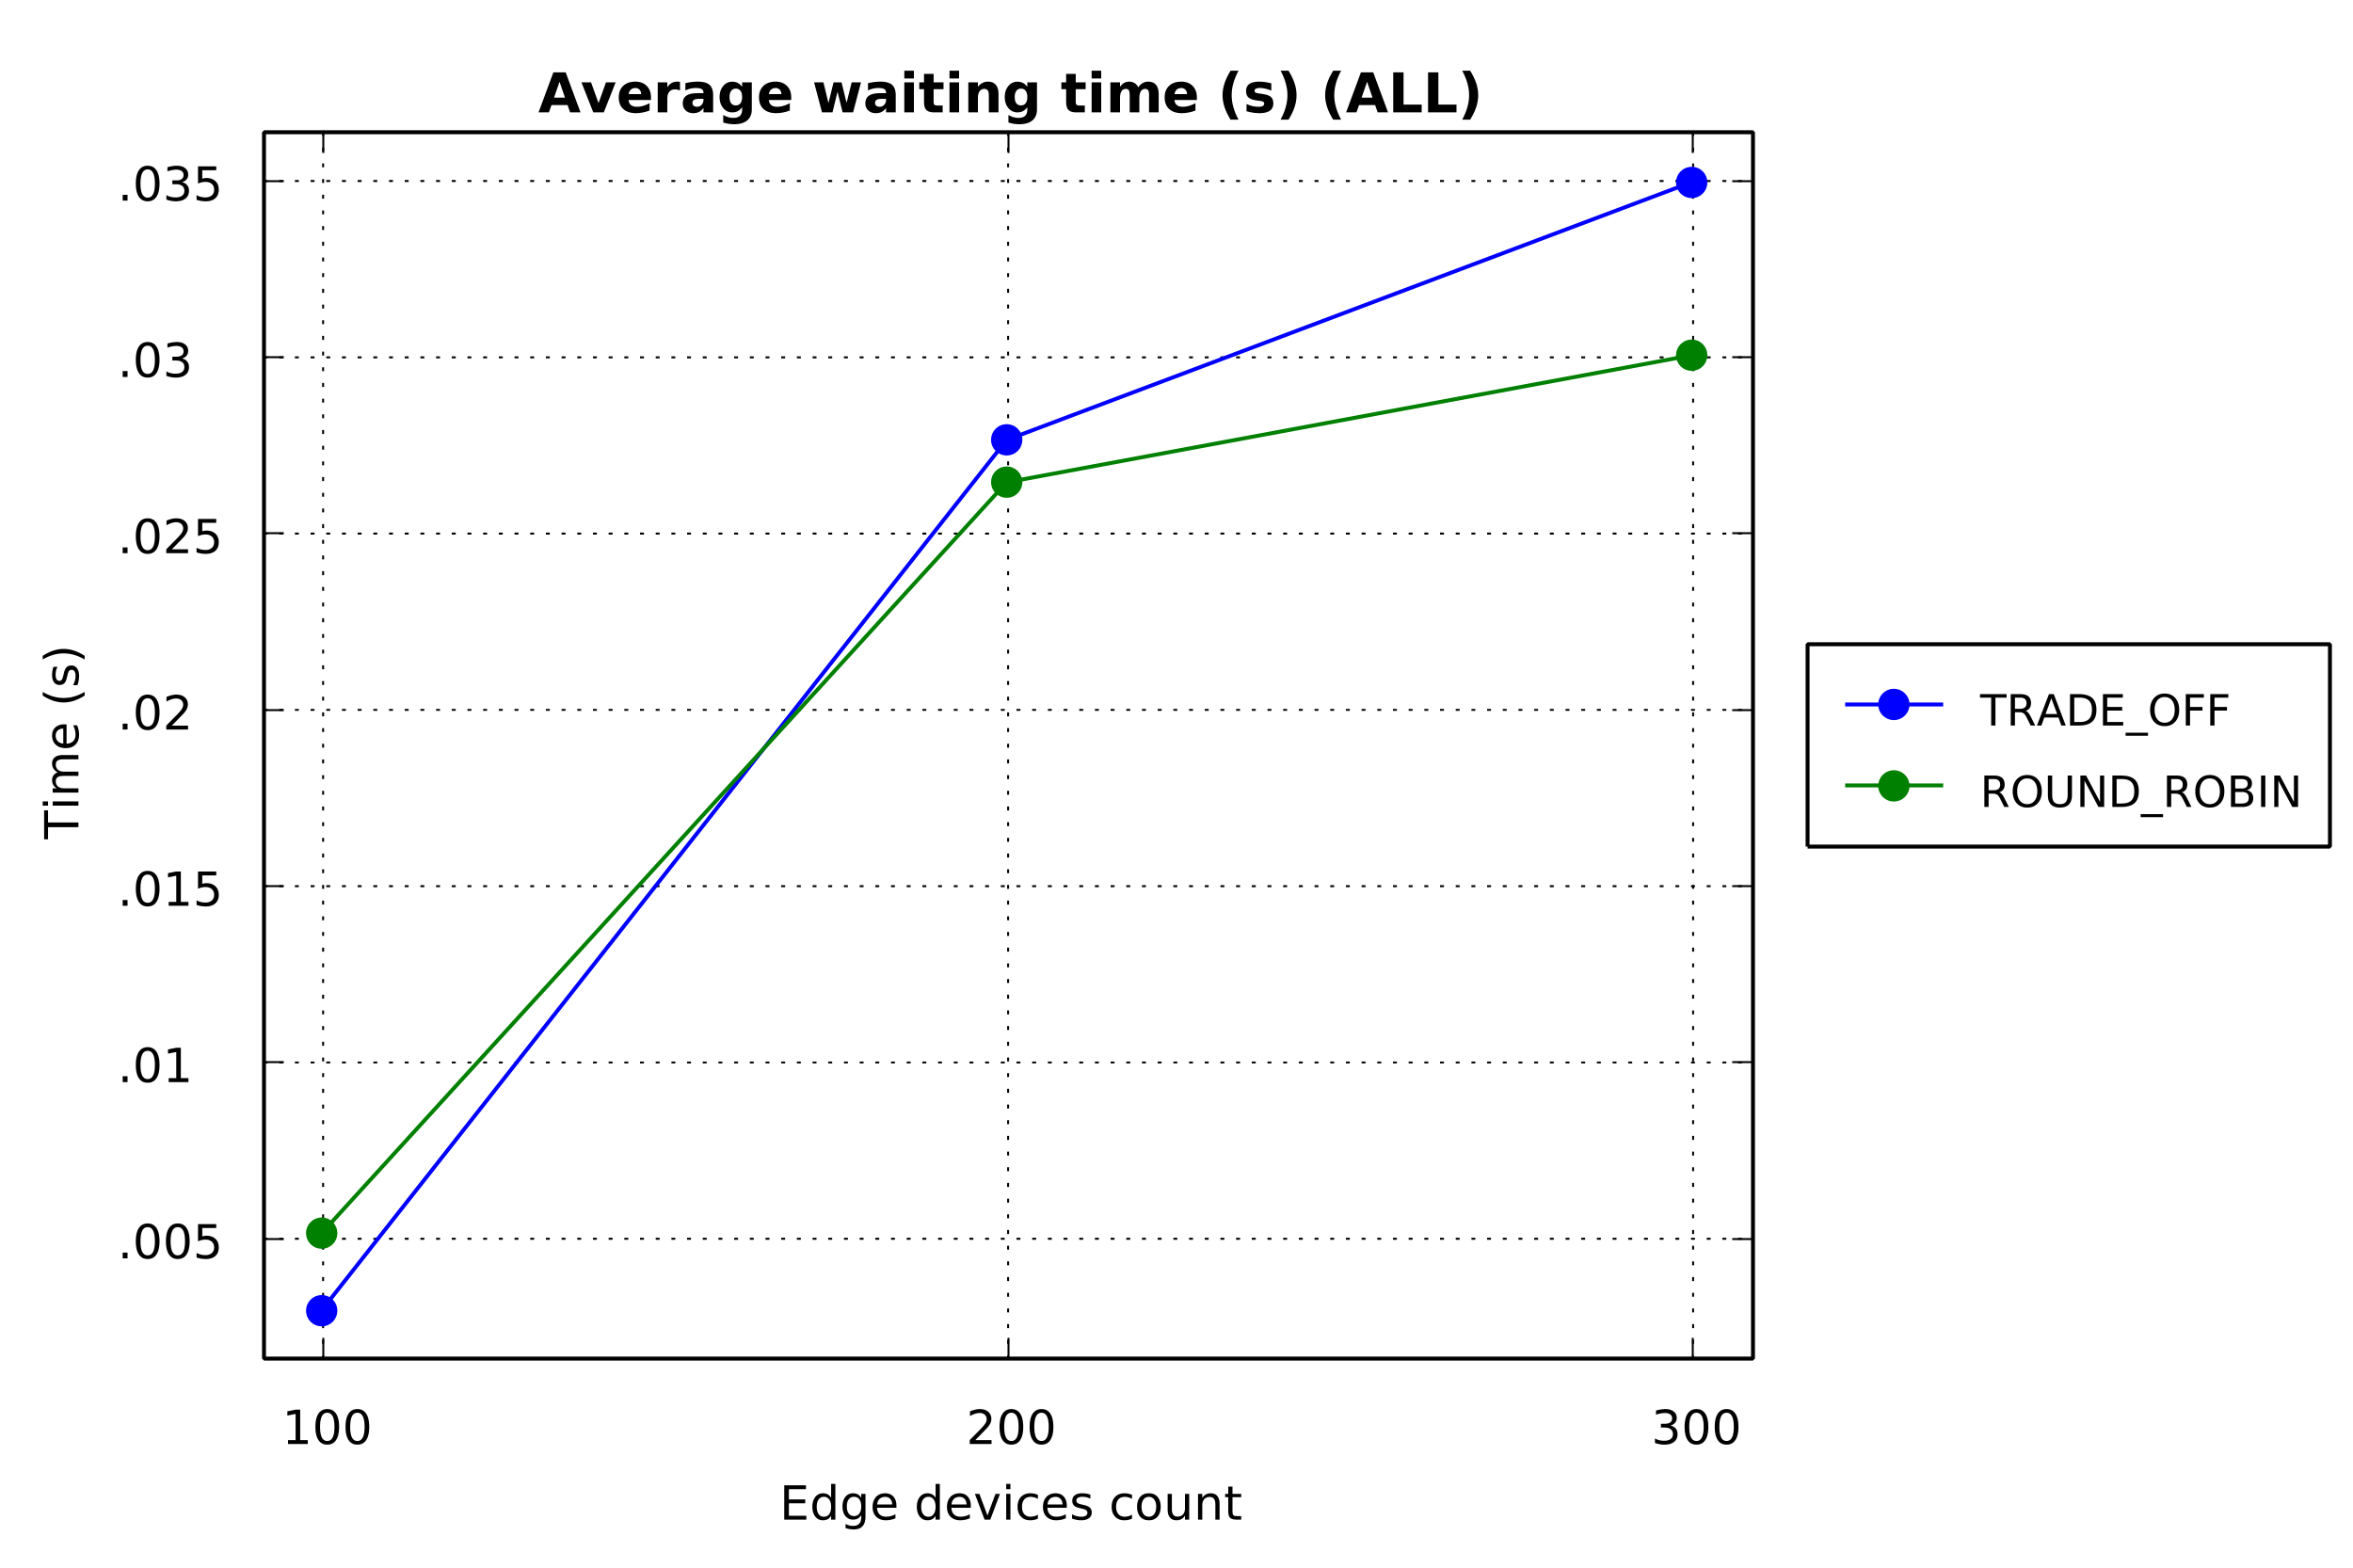 Average waiting time (s) (ALL)
.035
.03
.025
.02
.015
.01
.005
Time (s)
100 200 300
Edge devices count
TRADE_OFF
ROUND_ROBIN